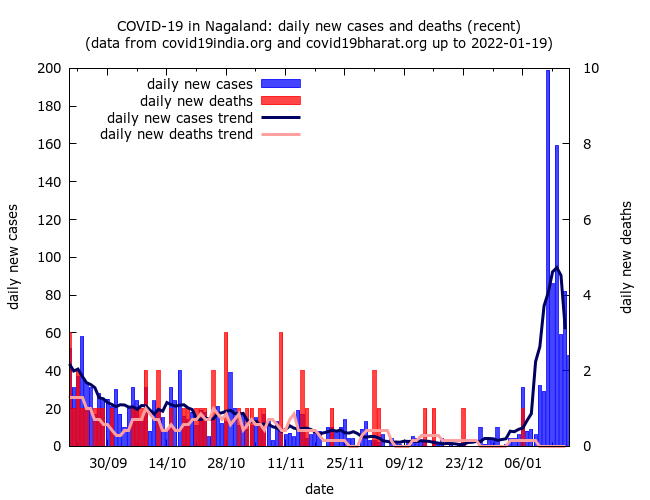 COVID-19 in Nagaland: daily new cases and deaths (recent)
(data from covid19india.org and covid19bharat.org up to 2022-01-19)
daily new cases
daily new deaths
daily new cases trend
daily new deaths trend
200
180
160
140
120
100
80
60
40
20
0
10
8
6
4
2
0
daily new cases
daily new deaths
30/09 14/10 28/10 11/11 25/11 09/12 23/12 06/01
date